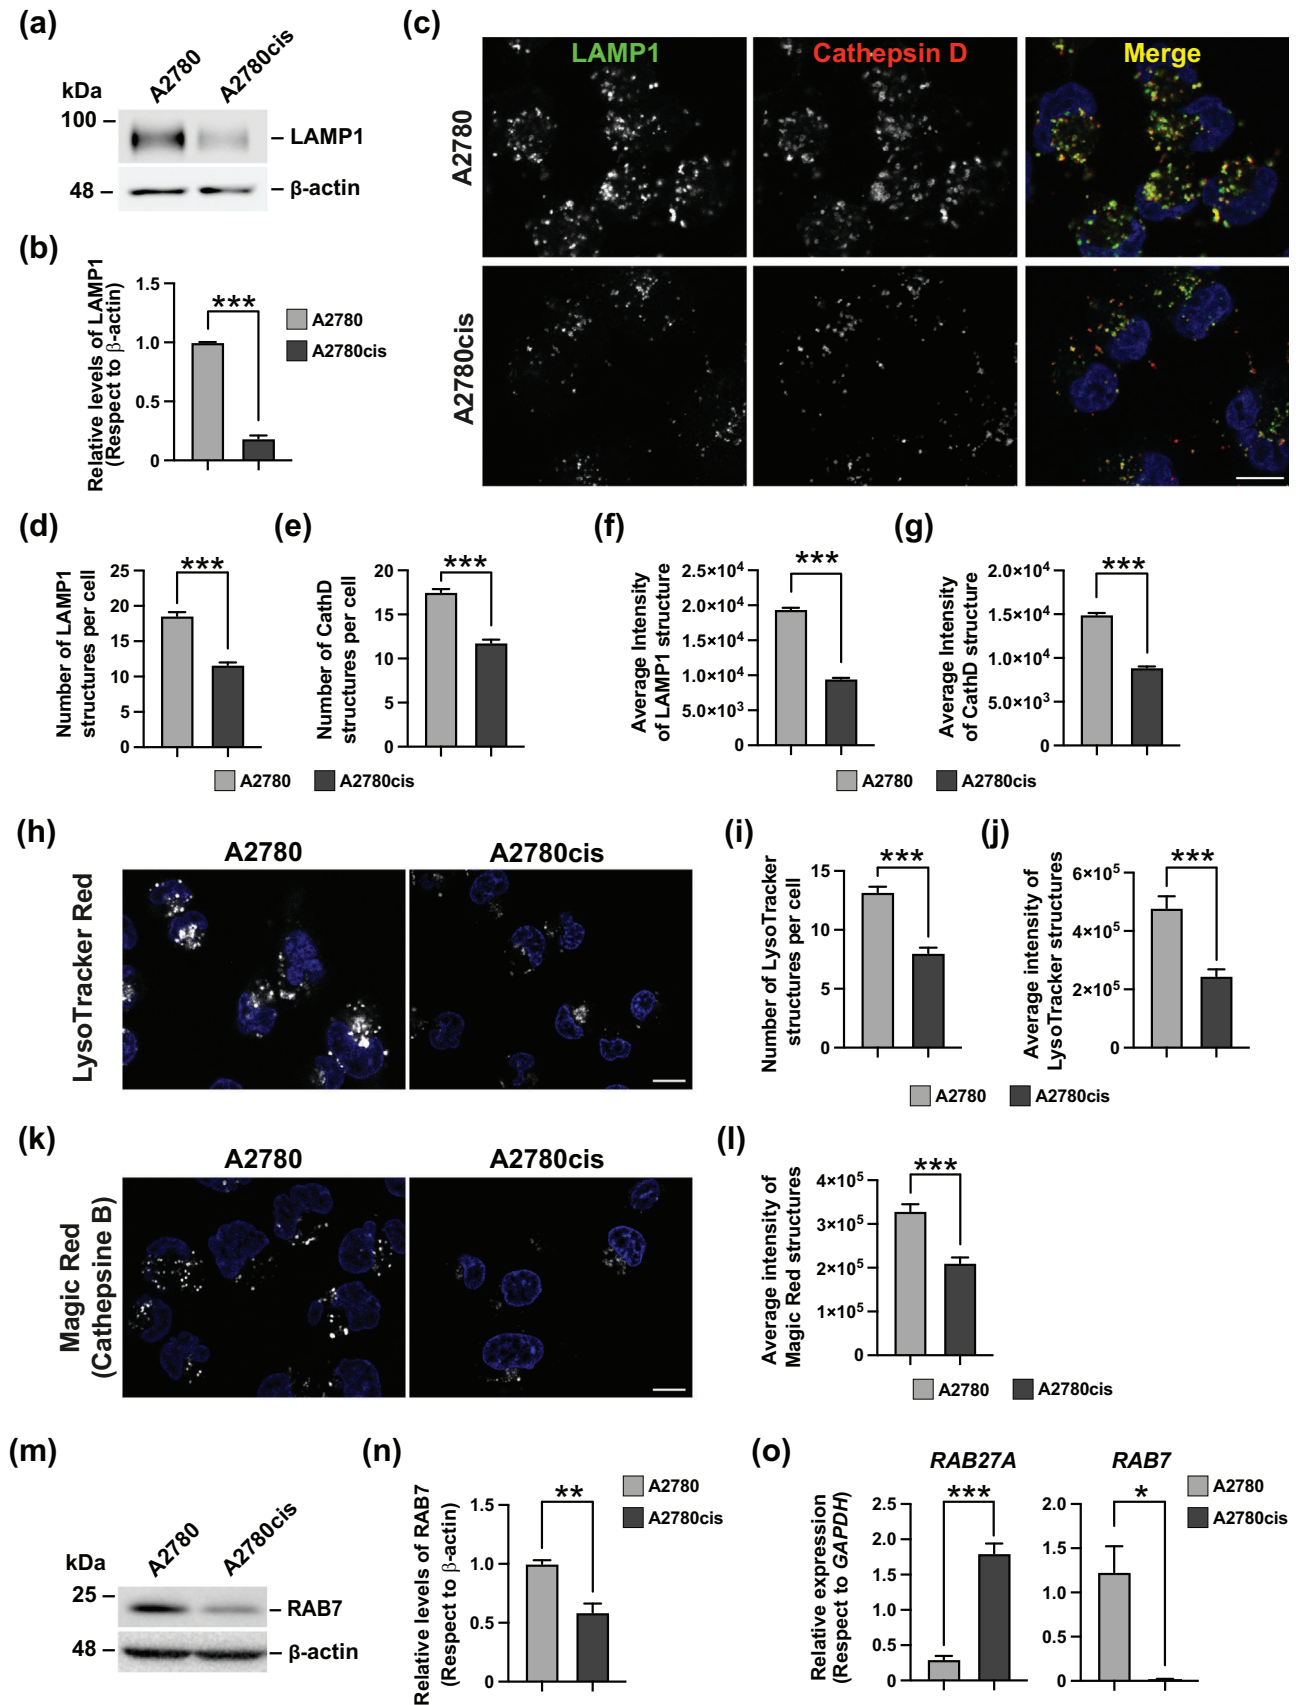 (a)
A2780
A2780cis
kDa
100
LAMP1
48
β-actin
(b)
Relative levels of LAMP1
(Respect to β-actin)
1.5
1.0
0.5
0
***
A2780
A2780cis
(c)
LAMP1
Cathepsin D
Merge
A2780
A2780cis
(d)
Number of LAMP1
structures per cell
25
20
15
10
5
0
***
(e)
Number of CathD
structures per cell
20
15
10
5
0
***
A2780
A2780cis
(f)
Average Intensity
of LAMP1 structure
2.5×10⁴
2.0×10⁴
1.5×10⁴
1.0×10⁴
5.0×10³
0
***
(g)
Average Intensity
of CathD structure
2.0×10⁴
1.5×10⁴
1.0×10⁴
5.0×10³
0
***
A2780
A2780cis
(h)
A2780
A2780cis
LysoTracker Red
(i)
Number of LysoTracker
structures per cell
15
10
5
0
***
(j)
Average intensity of
LysoTracker structures
6×10⁵
4×10⁵
2×10⁵
0
***
A2780
A2780cis
(k)
A2780
A2780cis
Magic Red
(Cathepsine B)
(l)
Average intensity of
Magic Red structures
4×10⁵
3×10⁵
2×10⁵
1×10⁵
0
***
A2780
A2780cis
(m)
A2780
A2780cis
kDa
25
RAB7
48
β-actin
(n)
Relative levels of RAB7
(Respect to β-actin)
1.5
1.0
0.5
0
**
A2780
A2780cis
(o)
RAB27A
Relative expression
(Respect to GAPDH)
2.5
2.0
1.5
1.0
0.5
0
***
RAB7
2.0
1.5
1.0
0.5
0
*
A2780
A2780cis